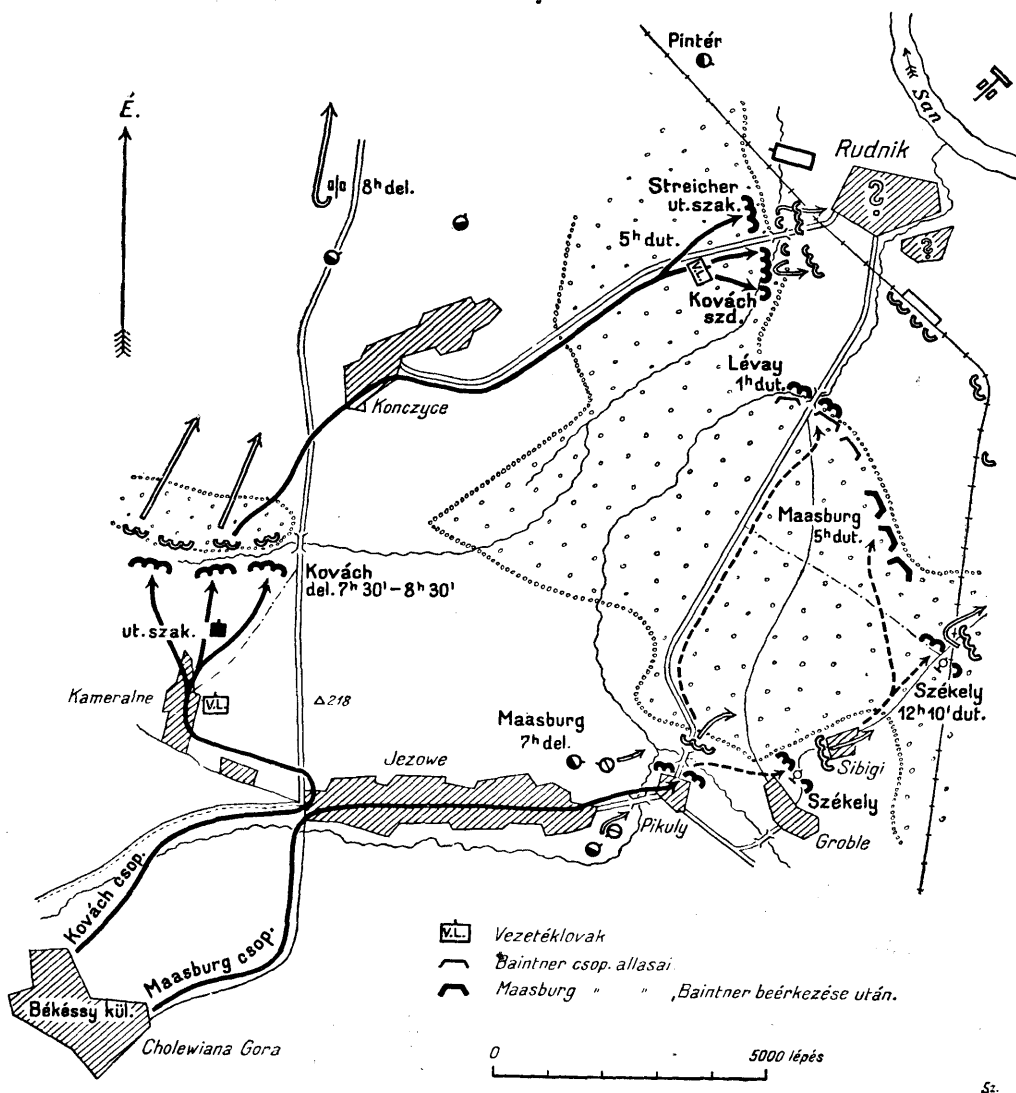 Pintér
San
É.
Rudnik
?
?
8h del.
Streicher
ut. szak.
5h dut.
V.L.
Kovách
szd.
Lévay
1h dut.
Konczyce
Maasburg
5h dut.
Kovách
del. 7h 30'–8h 30'
ut. szak.
Kameralne
V.L.
△218
Maasburg
7h del.
Székely
12h 10' dut.
Jezowe
Sibigi
Székely
Pikuly
Groble
Kovách csop.
Maasburg csop.
Békéssy kül.
Cholewiana Gora
V.L. Vezetéklovak
Baintner csop. allasai
Maasburg " " , Baintner beérkezése után.
0 5000 lépés
Sz.